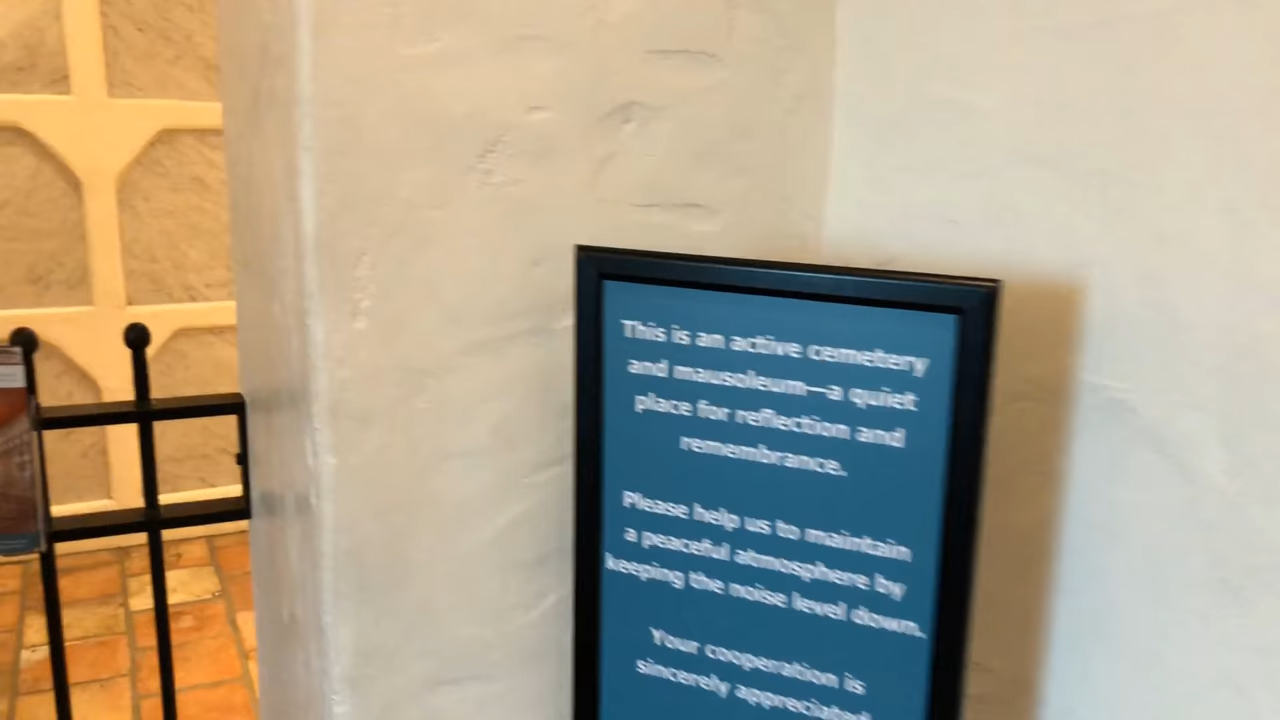 This is an active cemetery
and mausoleum—a quiet
place for reflection and
remembrance.
Please help us to maintain
a peaceful atmosphere by
keeping the noise level down.
Your cooperation is
sincerely appreciated